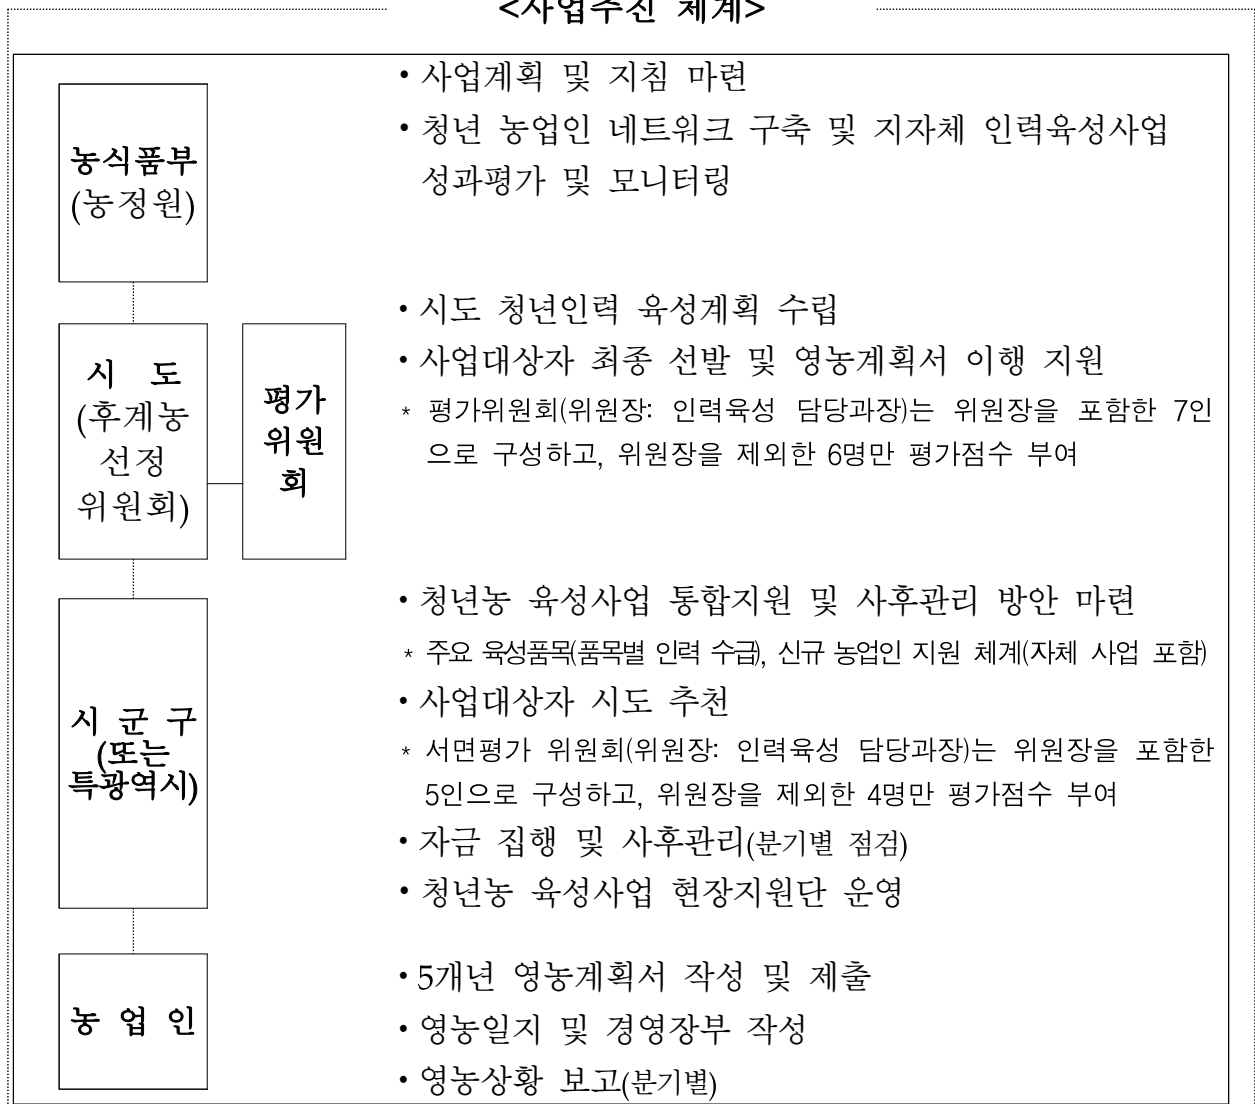 <사업추진 체계>
농식품부
(농정원)
• 사업계획 및 지침 마련
• 청년 농업인 네트워크 구축 및 지자체 인력육성사업
성과평가 및 모니터링
시 도
(후계농
선정
위원회)
평가
위원
회
• 시도 청년인력 육성계획 수립
• 사업대상자 최종 선발 및 영농계획서 이행 지원
* 평가위원회(위원장: 인력육성 담당과장)는 위원장을 포함한 7인
으로 구성하고, 위원장을 제외한 6명만 평가점수 부여
시 군 구
(또는
특광역시)
• 청년농 육성사업 통합지원 및 사후관리 방안 마련
* 주요 육성품목(품목별 인력 수급), 신규 농업인 지원 체계(자체 사업 포함)
• 사업대상자 시도 추천
* 서면평가 위원회(위원장: 인력육성 담당과장)는 위원장을 포함한
5인으로 구성하고, 위원장을 제외한 4명만 평가점수 부여
• 자금 집행 및 사후관리(분기별 점검)
• 청년농 육성사업 현장지원단 운영
농 업 인
• 5개년 영농계획서 작성 및 제출
• 영농일지 및 경영장부 작성
• 영농상황 보고(분기별)